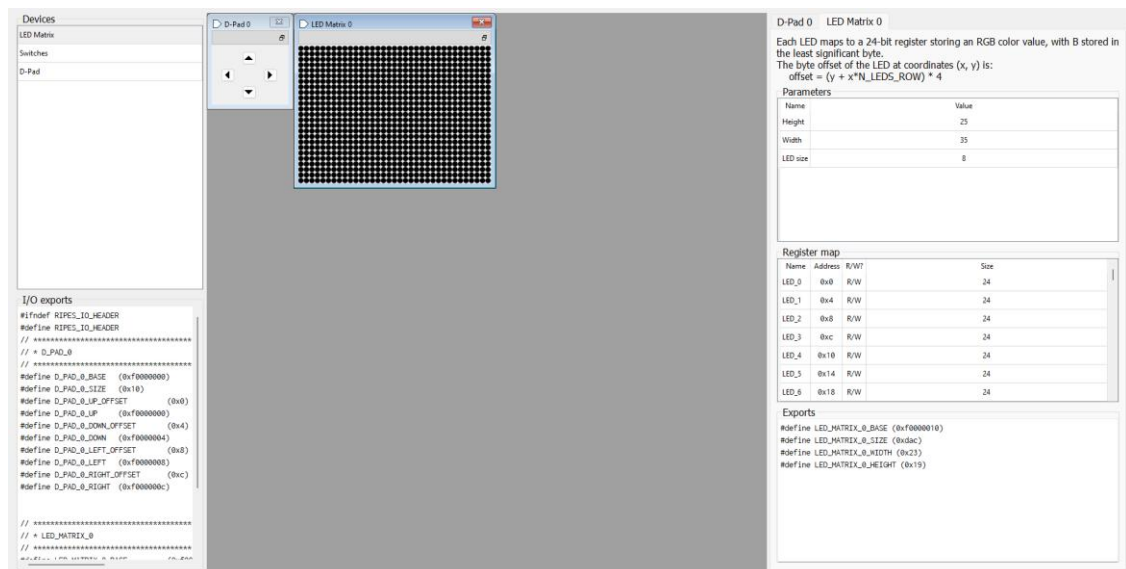 Devices
LED Matrix
Switches
D-Pad
I/O exports
#ifndef RIPES_IO_HEADER
#define RIPES_IO_HEADER
// *************************************
// * D_PAD_0
// *************************************
#define D_PAD_0_BASE (0xf0000000)
#define D_PAD_0_SIZE (0x10)
#define D_PAD_0_UP_OFFSET (0x0)
#define D_PAD_0_UP (0xf0000000)
#define D_PAD_0_DOWN_OFFSET (0x4)
#define D_PAD_0_DOWN (0xf0000004)
#define D_PAD_0_LEFT_OFFSET (0x8)
#define D_PAD_0_LEFT (0xf0000008)
#define D_PAD_0_RIGHT_OFFSET (0xc)
#define D_PAD_0_RIGHT (0xf000000c)
// *************************************
// * LED_MATRIX_0
// *************************************
D-Pad 0
LED Matrix 0
D-Pad 0 LED Matrix 0
Each LED maps to a 24-bit register storing an RGB color value, with B stored in
the least significant byte.
The byte offset of the LED at coordinates (x, y) is:
offset = (y + x*N_LEDS_ROW) * 4
Parameters
Name Value
Height 25
Width 35
LED size 8
Register map
Name Address R/W? Size
LED_0 0x0 R/W 24
LED_1 0x4 R/W 24
LED_2 0x8 R/W 24
LED_3 0xc R/W 24
LED_4 0x10 R/W 24
LED_5 0x14 R/W 24
LED_6 0x18 R/W 24
Exports
#define LED_MATRIX_0_BASE (0xf0000010)
#define LED_MATRIX_0_SIZE (0xdac)
#define LED_MATRIX_0_WIDTH (0x23)
#define LED_MATRIX_0_HEIGHT (0x19)